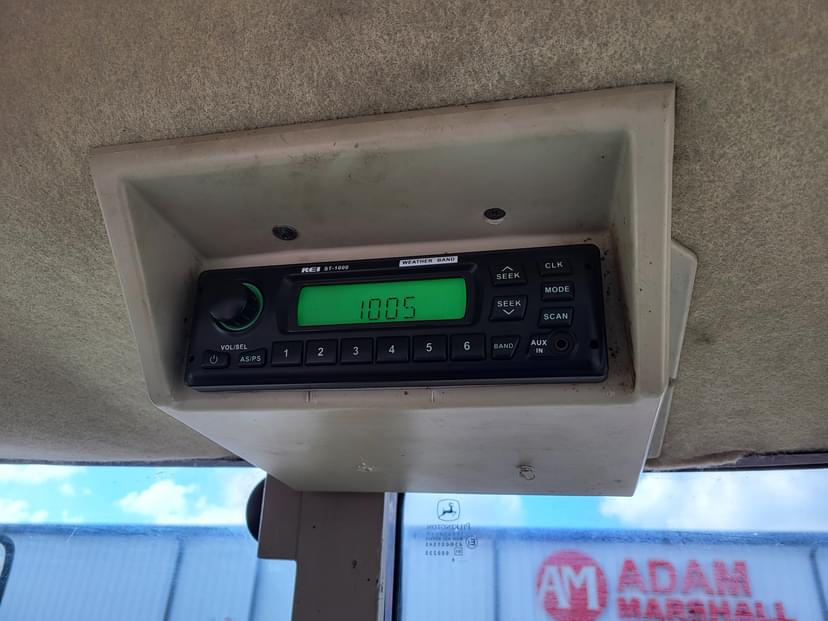 REI ST-1000
WEATHER BAND
1005
SEEK
SEEK
CLK
MODE
SCAN
VOL/SEL
AS/PS
1 2 3 4 5 6
BAND
AUX
IN
PILKINGTON
AM
ADAM
MARSHALL